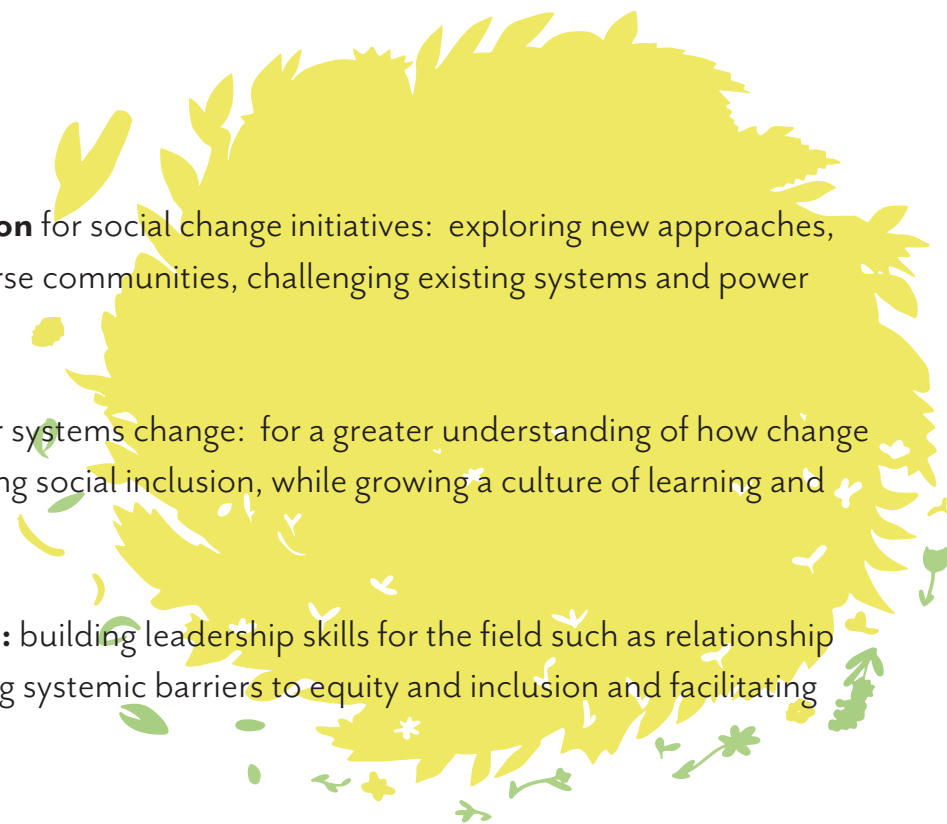 on for social change initiatives:  exploring new approaches,
rse communities, challenging existing systems and power
r systems change:  for a greater understanding of how change
ng social inclusion, while growing a culture of learning and
: building leadership skills for the field such as relationship
g systemic barriers to equity and inclusion and facilitating